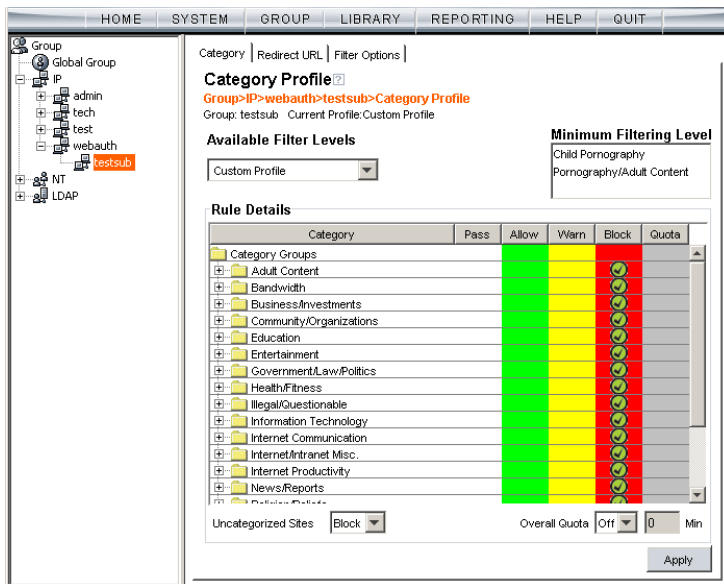 HOME SYSTEM GROUP LIBRARY REPORTING HELP QUIT
Group
Global Group
IP
admin
tech
test
webauth
testsub
NT
LDAP
Category Redirect URL Filter Options
Category Profile ?
Group>IP>webauth>testsub>Category Profile
Group: testsub Current Profile:Custom Profile
Available Filter Levels
Custom Profile
Minimum Filtering Level
Child Pornography
Pornography/Adult Content
Rule Details
Category Pass Allow Warn Block Quota
Category Groups
Adult Content
Bandwidth
Business/Investments
Community/Organizations
Education
Entertainment
Government/Law/Politics
Health/Fitness
Illegal/Questionable
Information Technology
Internet Communication
Internet/Intranet Misc.
Internet Productivity
News/Reports
Religion/Beliefs
Uncategorized Sites Block Overall Quota Off 0 Min
Apply